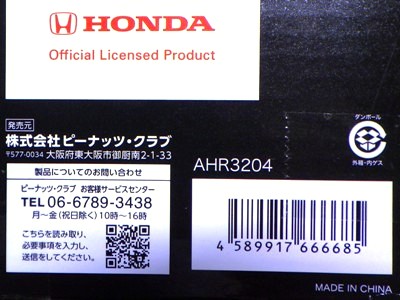 HONDA
Official Licensed Product
発売元
株式会社ピーナッツ・クラブ
〒577-0034 大阪府東大阪市御厨南2-1-33
製品についてのお問い合わせ
ピーナッツ・クラブ お客様サービスセンター
TEL 06-6789-3438
月〜金(祝日除く)10時〜16時
こちらを読み取り、
必要事項を入力し、
送信をしてください。
ダンボール
外箱・内ゲス
AHR3204
4 589917 666685
MADE IN CHINA